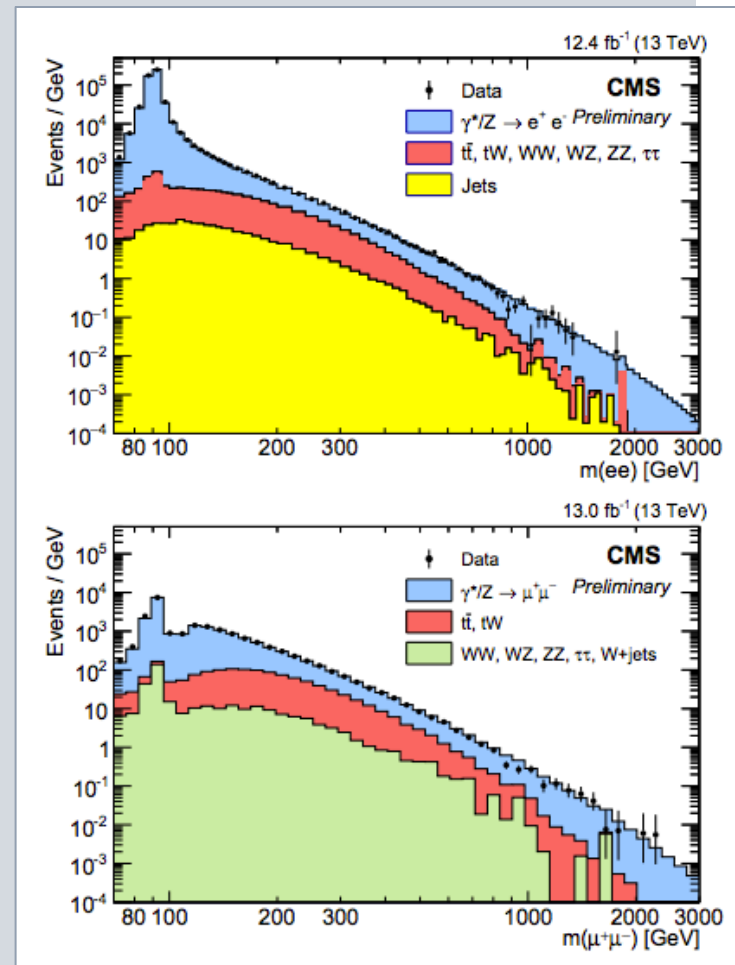 12.4 fb⁻¹ (13 TeV)
Events / GeV
10⁵
10⁴
10³
10²
10
1
10⁻¹
10⁻²
10⁻³
10⁻⁴
Data
CMS
γ*/Z → e⁺ e⁻ Preliminary
tt̄, tW, WW, WZ, ZZ, ττ
Jets
80 100 200 300 1000 2000 3000
m(ee) [GeV]
13.0 fb⁻¹ (13 TeV)
Events / GeV
10⁵
10⁴
10³
10²
10
1
10⁻¹
10⁻²
10⁻³
10⁻⁴
Data
CMS
γ*/Z → μ⁺μ⁻ Preliminary
tt̄, tW
WW, WZ, ZZ, ττ, W+jets
80 100 200 300 1000 2000 3000
m(μ⁺μ⁻) [GeV]